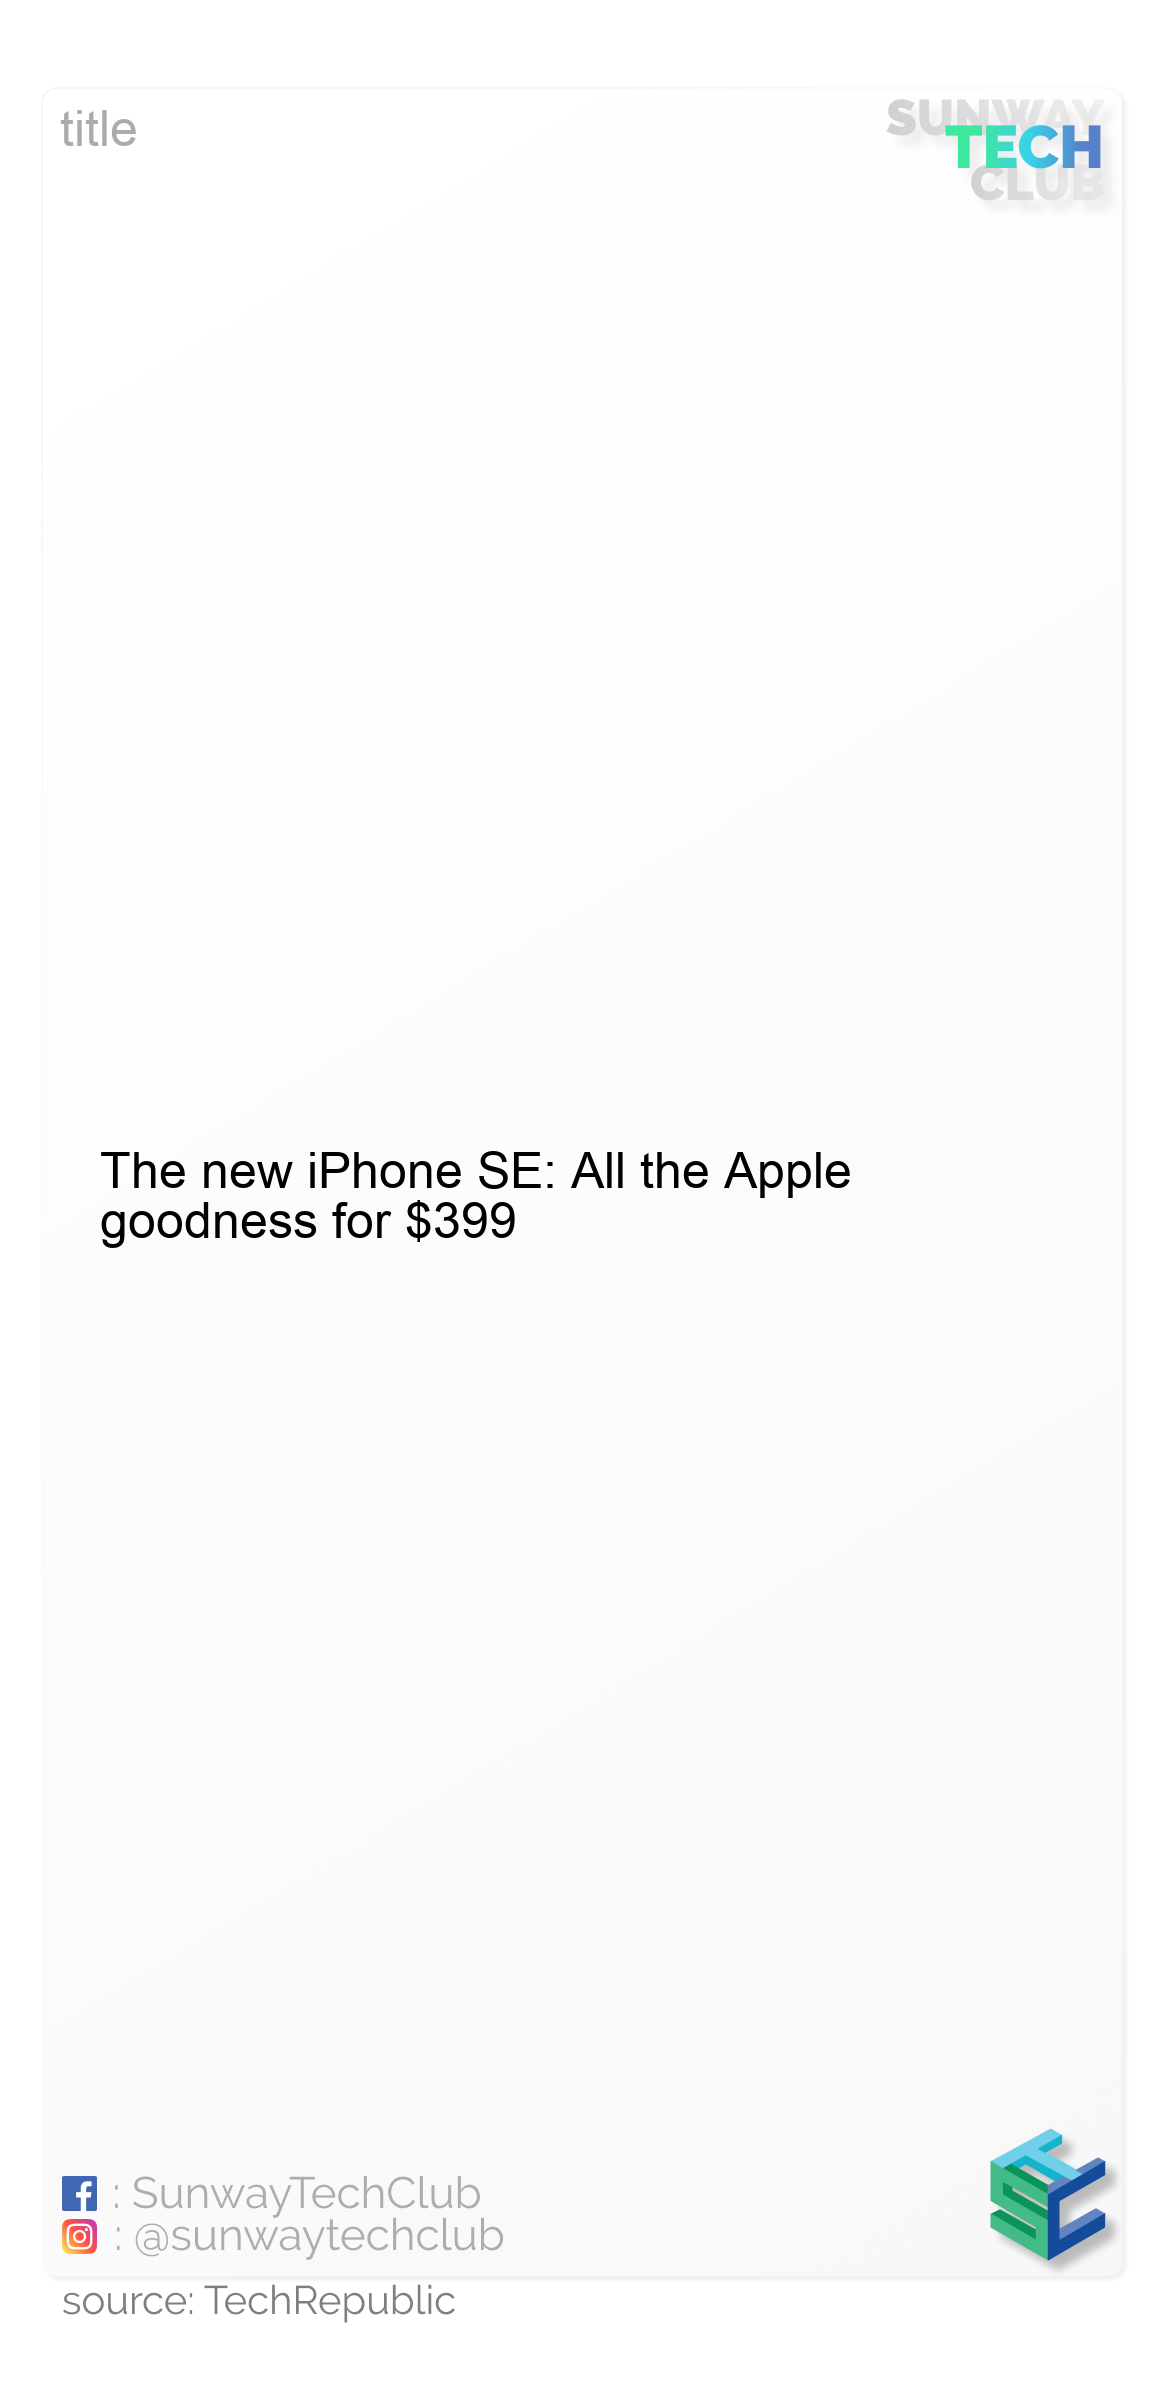 title
SUNWAY
TECH
CLUB
The new iPhone SE: All the Apple
goodness for $399
: SunwayTechClub
: @sunwaytechclub
source: TechRepublic